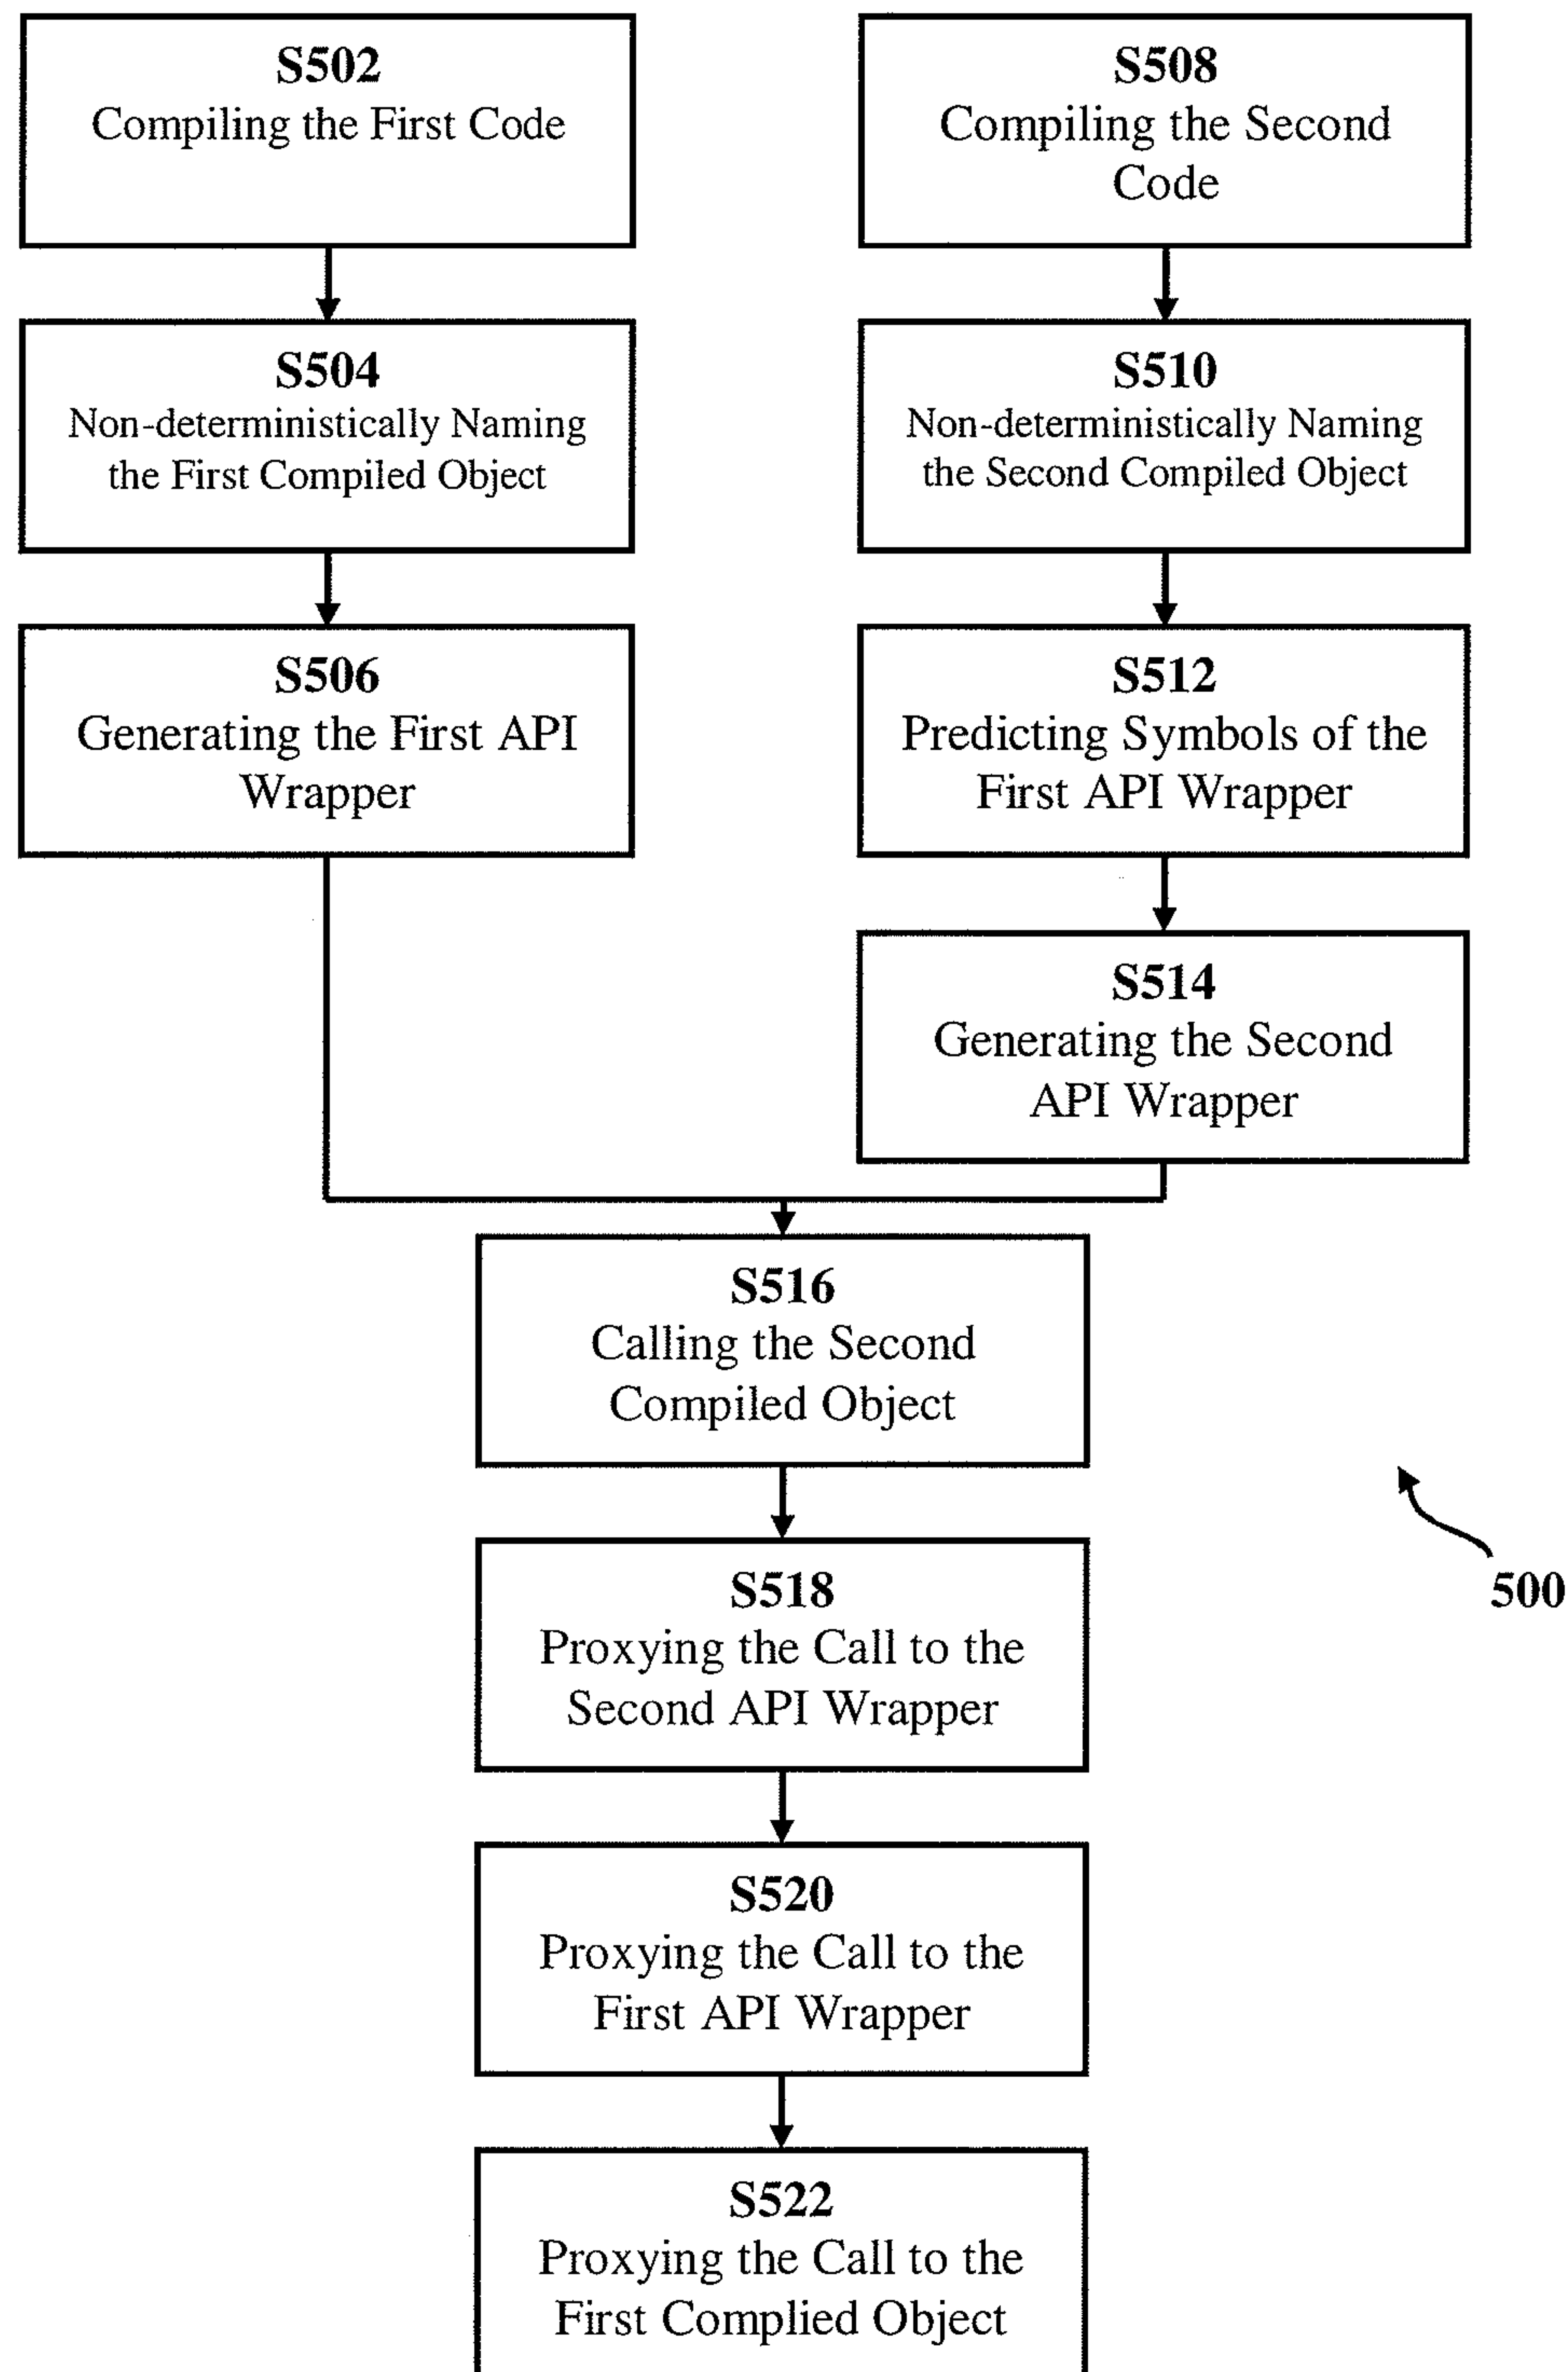 S502
Compiling the First Code
S508
Compiling the Second
Code
S504
Non-deterministically Naming
the First Compiled Object
S510
Non-deterministically Naming
the Second Compiled Object
S506
Generating the First API
Wrapper
S512
Predicting Symbols of the
First API Wrapper
S514
Generating the Second
API Wrapper
S516
Calling the Second
Compiled Object
S518
Proxying the Call to the
Second API Wrapper
500
S520
Proxying the Call to the
First API Wrapper
S522
Proxying the Call to the
First Complied Object